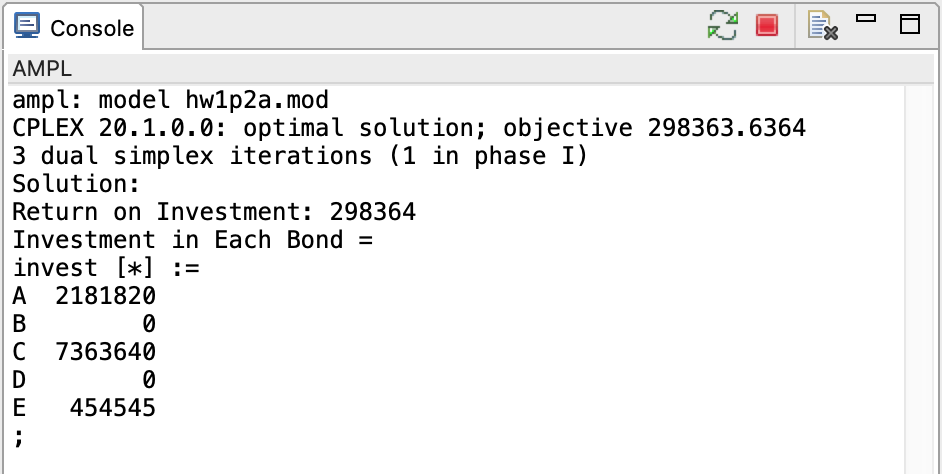 Console
AMPL
ampl: model hw1p2a.mod
CPLEX 20.1.0.0: optimal solution; objective 298363.6364
3 dual simplex iterations (1 in phase I)
Solution:
Return on Investment: 298364
Investment in Each Bond =
invest [*] :=
A  2181820
B        0
C  7363640
D        0
E   454545
;